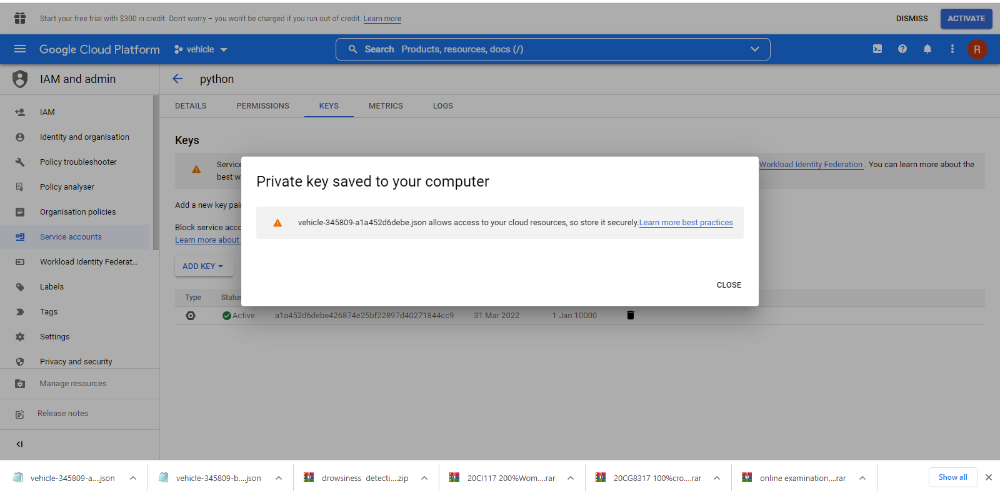 Start your free trial with $300 in credit. Don't worry – you won't be charged if you run out of credit. Learn more
DISMISS
ACTIVATE
Google Cloud Platform
vehicle
Search Products, resources, docs (/)
R
IAM and admin
python
DETAILS
PERMISSIONS
KEYS
METRICS
LOGS
IAM
Identity and organisation
Policy troubleshooter
Policy analyser
Organisation policies
Service accounts
Workload Identity Federat...
Labels
Tags
Settings
Privacy and security
Manage resources
Release notes
Keys
Service
Workload Identity Federation . You can learn more about the
best w
Add a new key pair
Block service acco
Learn more about
ADD KEY
Private key saved to your computer
vehicle-345809-a1a452d6debe.json allows access to your cloud resources, so store it securely.Learn more best practices
CLOSE
Type
Status
Active
a1a452d6debe426874e25bf22897d40271844cc9
31 Mar 2022
1 Jan 10000
vehicle-345809-a....json
vehicle-345809-b....json
drowsiness detecti....zip
20CI117 200%Wom....rar
20CG8317 100%cro....rar
online examination....rar
Show all